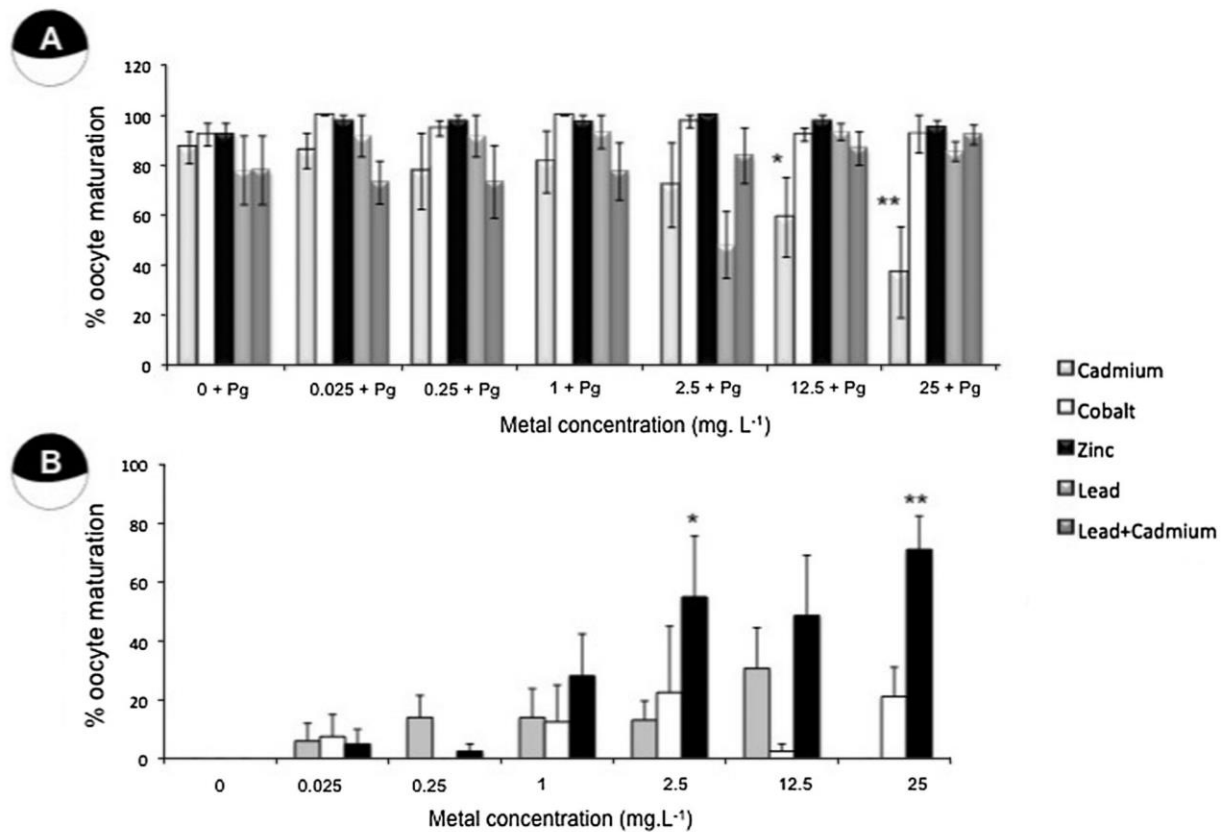 A
% oocyte maturation
120
100
80
60
40
20
0
*
**
0 + Pg
0.025 + Pg
0.25 + Pg
1 + Pg
2.5 + Pg
12.5 + Pg
25 + Pg
Metal concentration (mg. L⁻¹)
Cadmium
Cobalt
Zinc
Lead
Lead+Cadmium
B
% oocyte maturation
100
80
60
40
20
0
*
**
0
0.025
0.25
1
2.5
12.5
25
Metal concentration (mg.L⁻¹)